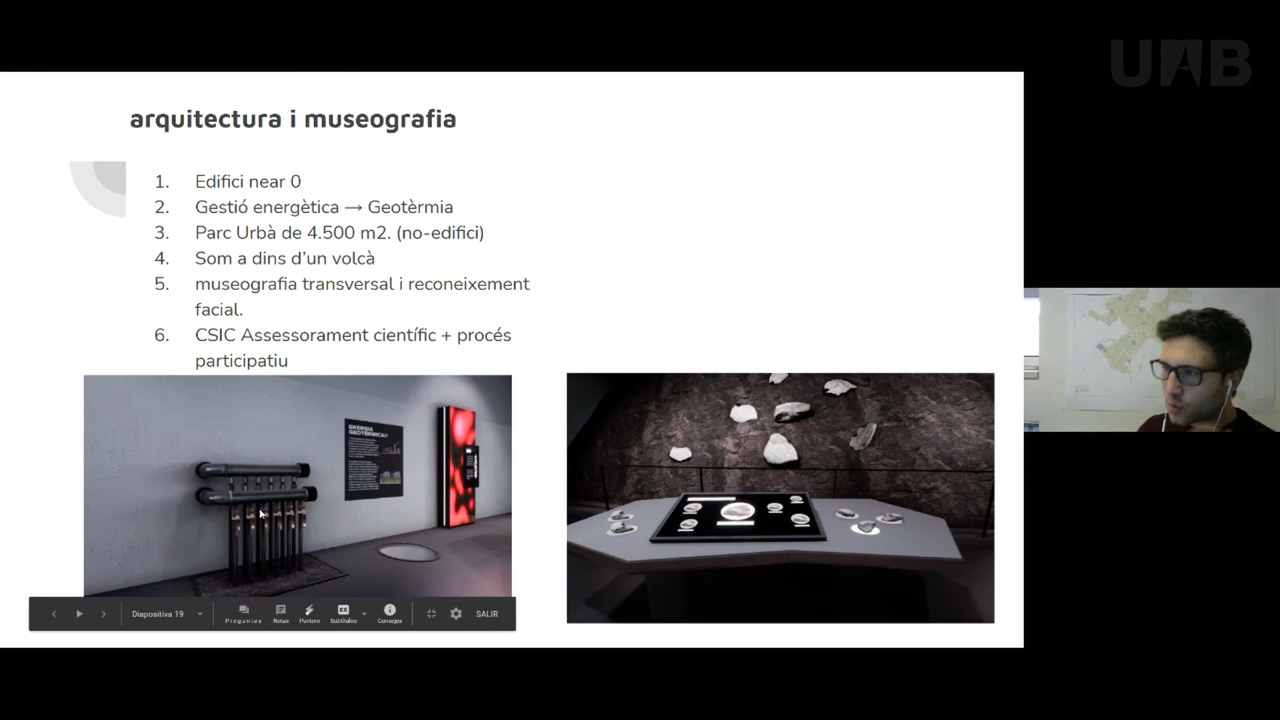 UAB
arquitectura i museografia
1. Edifici near 0
2. Gestió energètica → Geotèrmia
3. Parc Urbà de 4.500 m2. (no-edifici)
4. Som a dins d'un volcà
5. museografia transversal i reconeixement
facial.
6. CSIC Assessorament científic + procés
participatiu
ENERGIA
GEOTÈRMICA//
Diapositiva 19
Preguntas
Notas
Puntero
Subtítulos
Consejos
SALIR